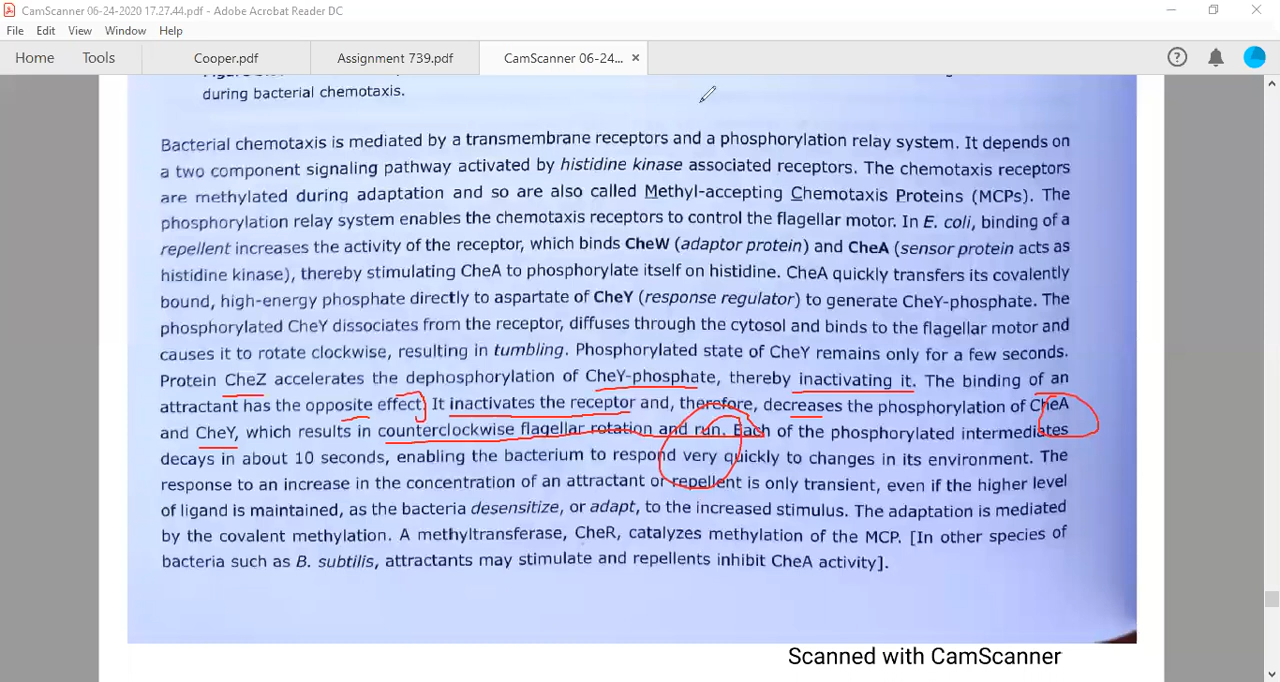 CamScanner 06-24-2020 17.27.44.pdf - Adobe Acrobat Reader DC
File Edit View Window Help
Home Tools Cooper.pdf Assignment 739.pdf CamScanner 06-24... ×
during bacterial chemotaxis.
Bacterial chemotaxis is mediated by a transmembrane receptors and a phosphorylation relay system. It depends on
a two component signaling pathway activated by histidine kinase associated receptors. The chemotaxis receptors
are methylated during adaptation and so are also called Methyl-accepting Chemotaxis Proteins (MCPs). The
phosphorylation relay system enables the chemotaxis receptors to control the flagellar motor. In E. coli, binding of a
repellent increases the activity of the receptor, which binds CheW (adaptor protein) and CheA (sensor protein acts as
histidine kinase), thereby stimulating CheA to phosphorylate itself on histidine. CheA quickly transfers its covalently
bound, high-energy phosphate directly to aspartate of CheY (response regulator) to generate CheY-phosphate. The
phosphorylated CheY dissociates from the receptor, diffuses through the cytosol and binds to the flagellar motor and
causes it to rotate clockwise, resulting in tumbling. Phosphorylated state of CheY remains only for a few seconds.
Protein CheZ accelerates the dephosphorylation of CheY-phosphate, thereby inactivating it. The binding of an
attractant has the opposite effect. It inactivates the receptor and, therefore, decreases the phosphorylation of CheA
and CheY, which results in counterclockwise flagellar rotation and run. Each of the phosphorylated intermediates
decays in about 10 seconds, enabling the bacterium to respond very quickly to changes in its environment. The
response to an increase in the concentration of an attractant or repellent is only transient, even if the higher level
of ligand is maintained, as the bacteria desensitize, or adapt, to the increased stimulus. The adaptation is mediated
by the covalent methylation. A methyltransferase, CheR, catalyzes methylation of the MCP. [In other species of
bacteria such as B. subtilis, attractants may stimulate and repellents inhibit CheA activity].
Scanned with CamScanner